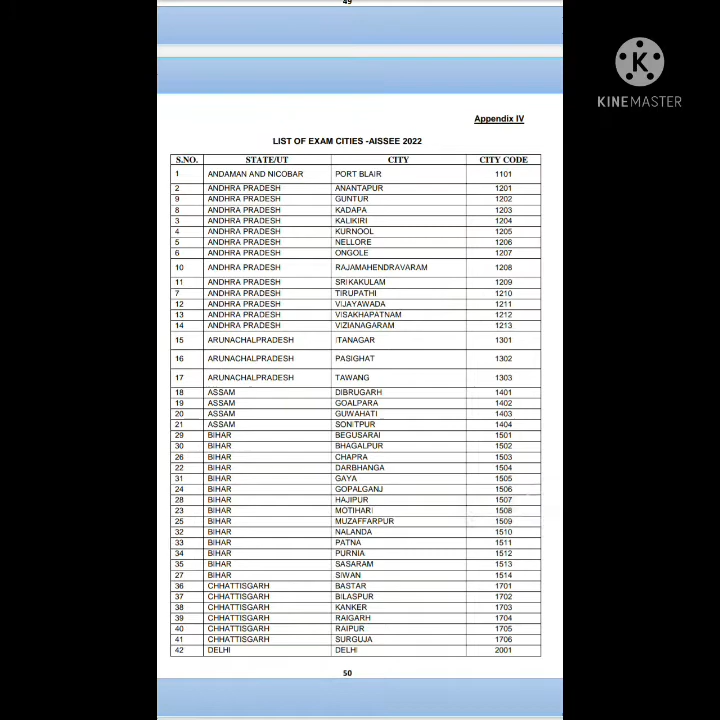 49
KINEMASTER
Appendix IV
LIST OF EXAM CITIES -AISSEE 2022
S.NO. STATE/UT CITY CITY CODE
1 ANDAMAN AND NICOBAR PORT BLAIR 1101
2 ANDHRA PRADESH ANANTAPUR 1201
9 ANDHRA PRADESH GUNTUR 1202
8 ANDHRA PRADESH KADAPA 1203
3 ANDHRA PRADESH KALIKIRI 1204
4 ANDHRA PRADESH KURNOOL 1205
5 ANDHRA PRADESH NELLORE 1206
6 ANDHRA PRADESH ONGOLE 1207
10 ANDHRA PRADESH RAJAMAHENDRAVARAM 1208
11 ANDHRA PRADESH SRIKAKULAM 1209
7 ANDHRA PRADESH TIRUPATHI 1210
12 ANDHRA PRADESH VIJAYAWADA 1211
13 ANDHRA PRADESH VISAKHAPATNAM 1212
14 ANDHRA PRADESH VIZIANAGARAM 1213
15 ARUNACHALPRADESH ITANAGAR 1301
16 ARUNACHALPRADESH PASIGHAT 1302
17 ARUNACHALPRADESH TAWANG 1303
18 ASSAM DIBRUGARH 1401
19 ASSAM GOALPARA 1402
20 ASSAM GUWAHATI 1403
21 ASSAM SONITPUR 1404
29 BIHAR BEGUSARAI 1501
30 BIHAR BHAGALPUR 1502
26 BIHAR CHAPRA 1503
22 BIHAR DARBHANGA 1504
31 BIHAR GAYA 1505
24 BIHAR GOPALGANJ 1506
28 BIHAR HAJIPUR 1507
23 BIHAR MOTIHARI 1508
25 BIHAR MUZAFFARPUR 1509
32 BIHAR NALANDA 1510
33 BIHAR PATNA 1511
34 BIHAR PURNIA 1512
35 BIHAR SASARAM 1513
27 BIHAR SIWAN 1514
36 CHHATTISGARH BASTAR 1701
37 CHHATTISGARH BILASPUR 1702
38 CHHATTISGARH KANKER 1703
39 CHHATTISGARH RAIGARH 1704
40 CHHATTISGARH RAIPUR 1705
41 CHHATTISGARH SURGUJA 1706
42 DELHI DELHI 2001
50